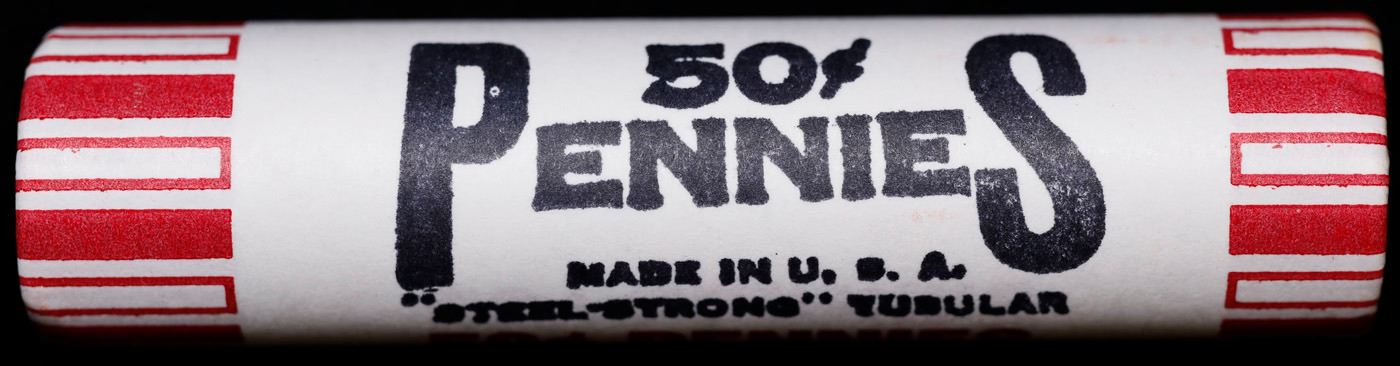 50¢
PENNIES
MADE IN U. S. A.
"STEEL-STRONG" TUBULAR